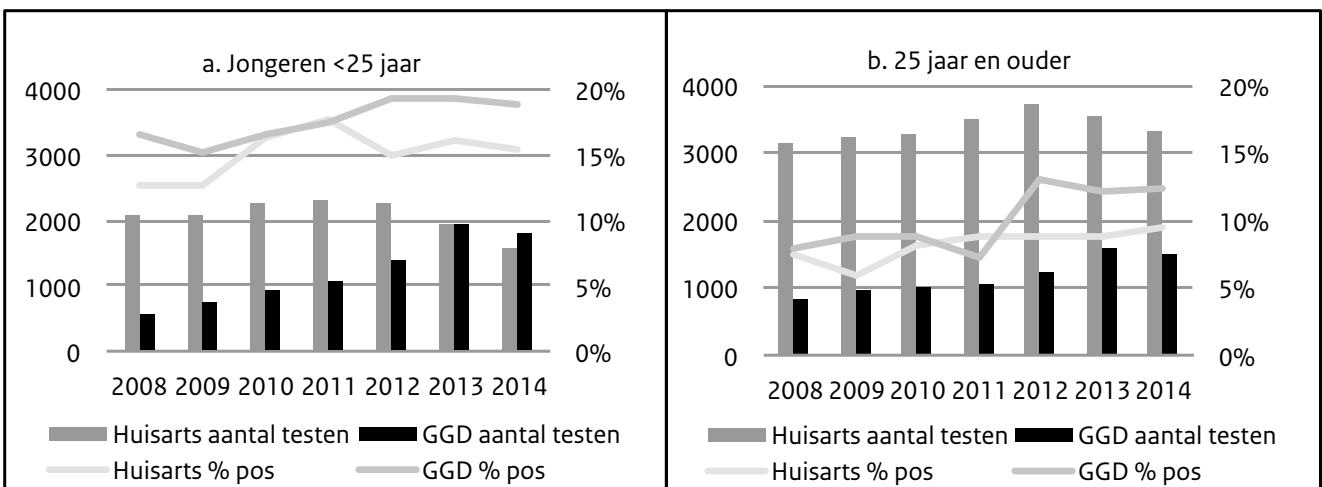 a. Jongeren <25 jaar
4000 20%
3000 15%
2000 10%
1000 5%
0 0%
2008 2009 2010 2011 2012 2013 2014
Huisarts aantal testen GGD aantal testen
Huisarts % pos GGD % pos
b. 25 jaar en ouder
4000 20%
3000 15%
2000 10%
1000 5%
0 0%
2008 2009 2010 2011 2012 2013 2014
Huisarts aantal testen GGD aantal testen
Huisarts % pos GGD % pos